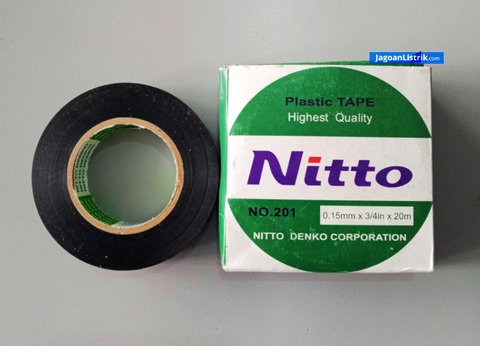 JagoanListrik.com
Plastic TAPE
Highest Quality
Nitto
NO.201
0.15mm x 3/4in x 20m
NITTO DENKO CORPORATION